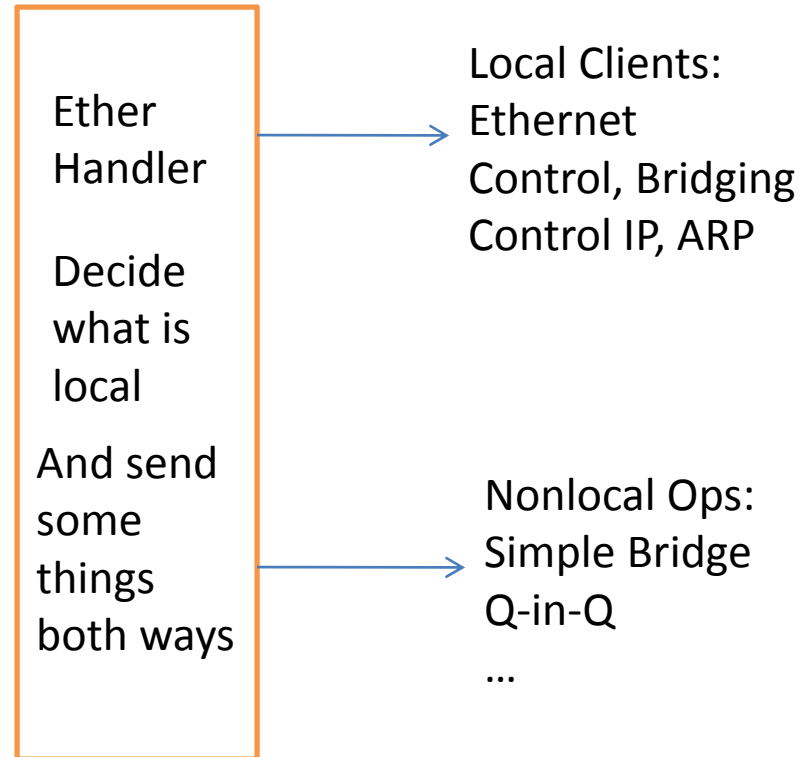 Ether
Handler
Decide
what is
local
And send
some
things
both ways
Local Clients:
Ethernet
Control, Bridging
Control IP, ARP
Nonlocal Ops:
Simple Bridge
Q-in-Q
...